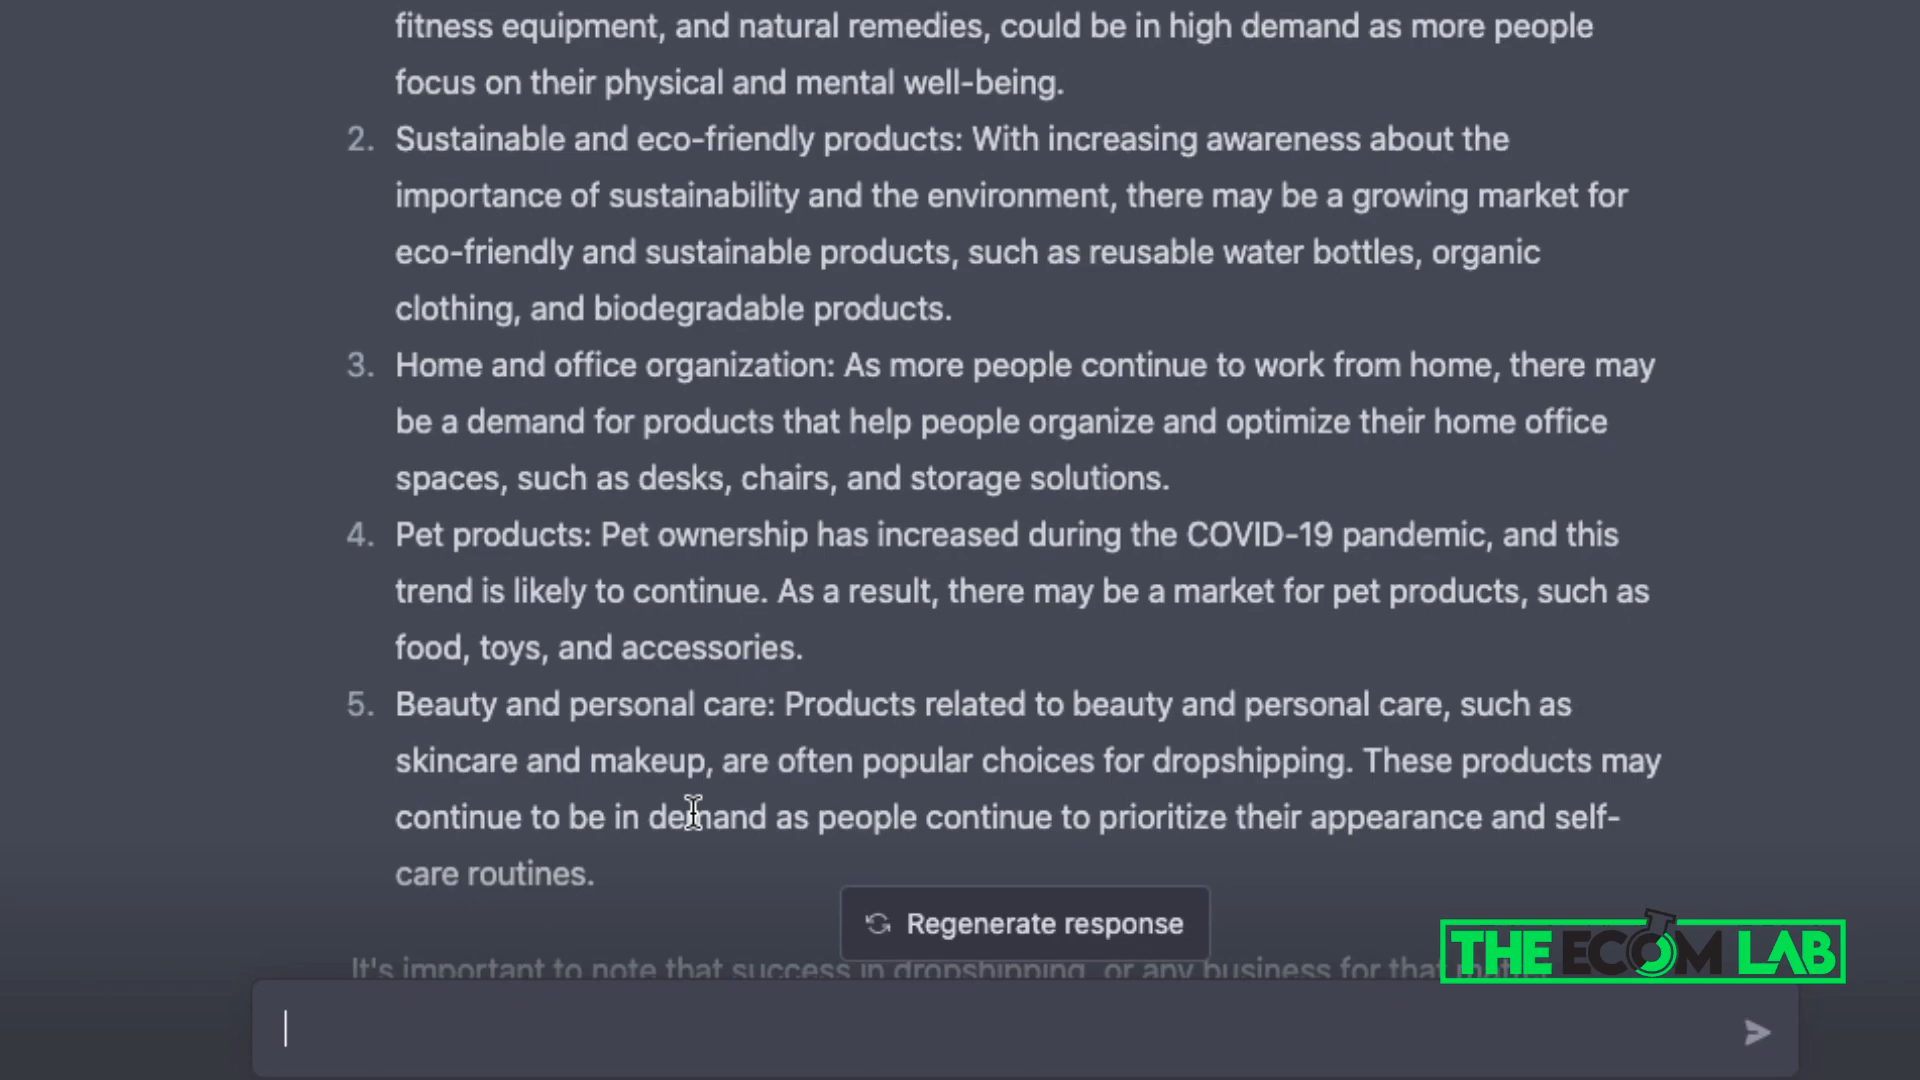 fitness equipment, and natural remedies, could be in high demand as more people
focus on their physical and mental well-being.
2. Sustainable and eco-friendly products: With increasing awareness about the
importance of sustainability and the environment, there may be a growing market for
eco-friendly and sustainable products, such as reusable water bottles, organic
clothing, and biodegradable products.
3. Home and office organization: As more people continue to work from home, there may
be a demand for products that help people organize and optimize their home office
spaces, such as desks, chairs, and storage solutions.
4. Pet products: Pet ownership has increased during the COVID-19 pandemic, and this
trend is likely to continue. As a result, there may be a market for pet products, such as
food, toys, and accessories.
5. Beauty and personal care: Products related to beauty and personal care, such as
skincare and makeup, are often popular choices for dropshipping. These products may
continue to be in demand as people continue to prioritize their appearance and self-
care routines.
Regenerate response
THE ECOM LAB
It's important to note that success in dropshipping, or any business for that